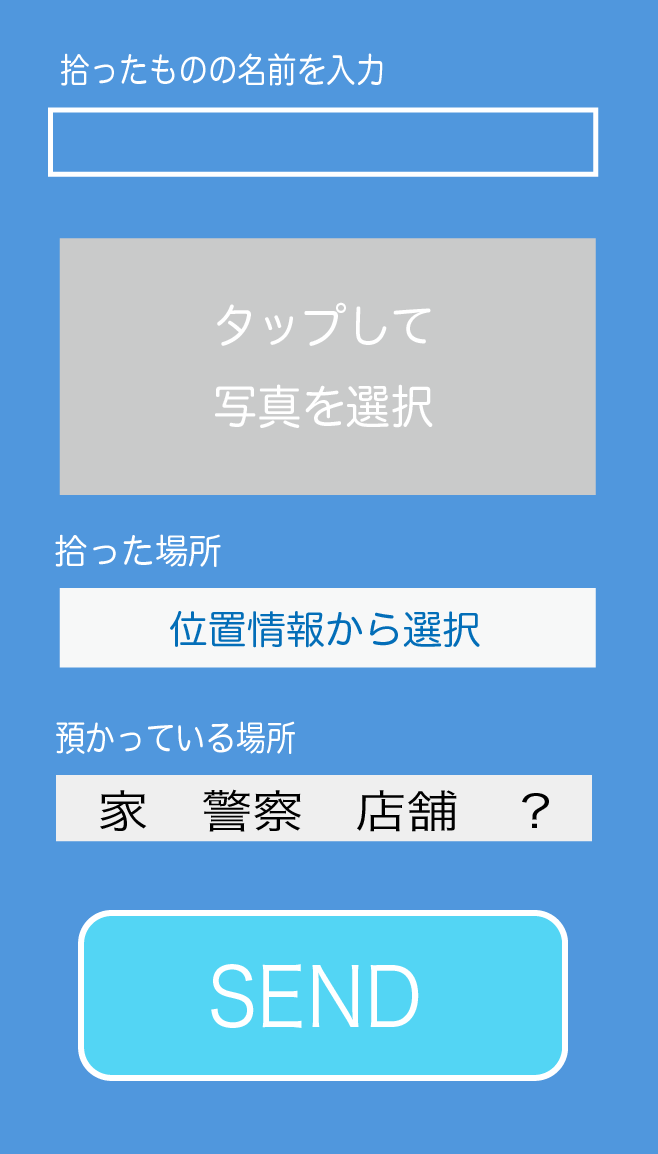 拾ったものの名前を入力
タップして
写真を選択
拾った場所
位置情報から選択
預かっている場所
家　警察　店舗　？
SEND